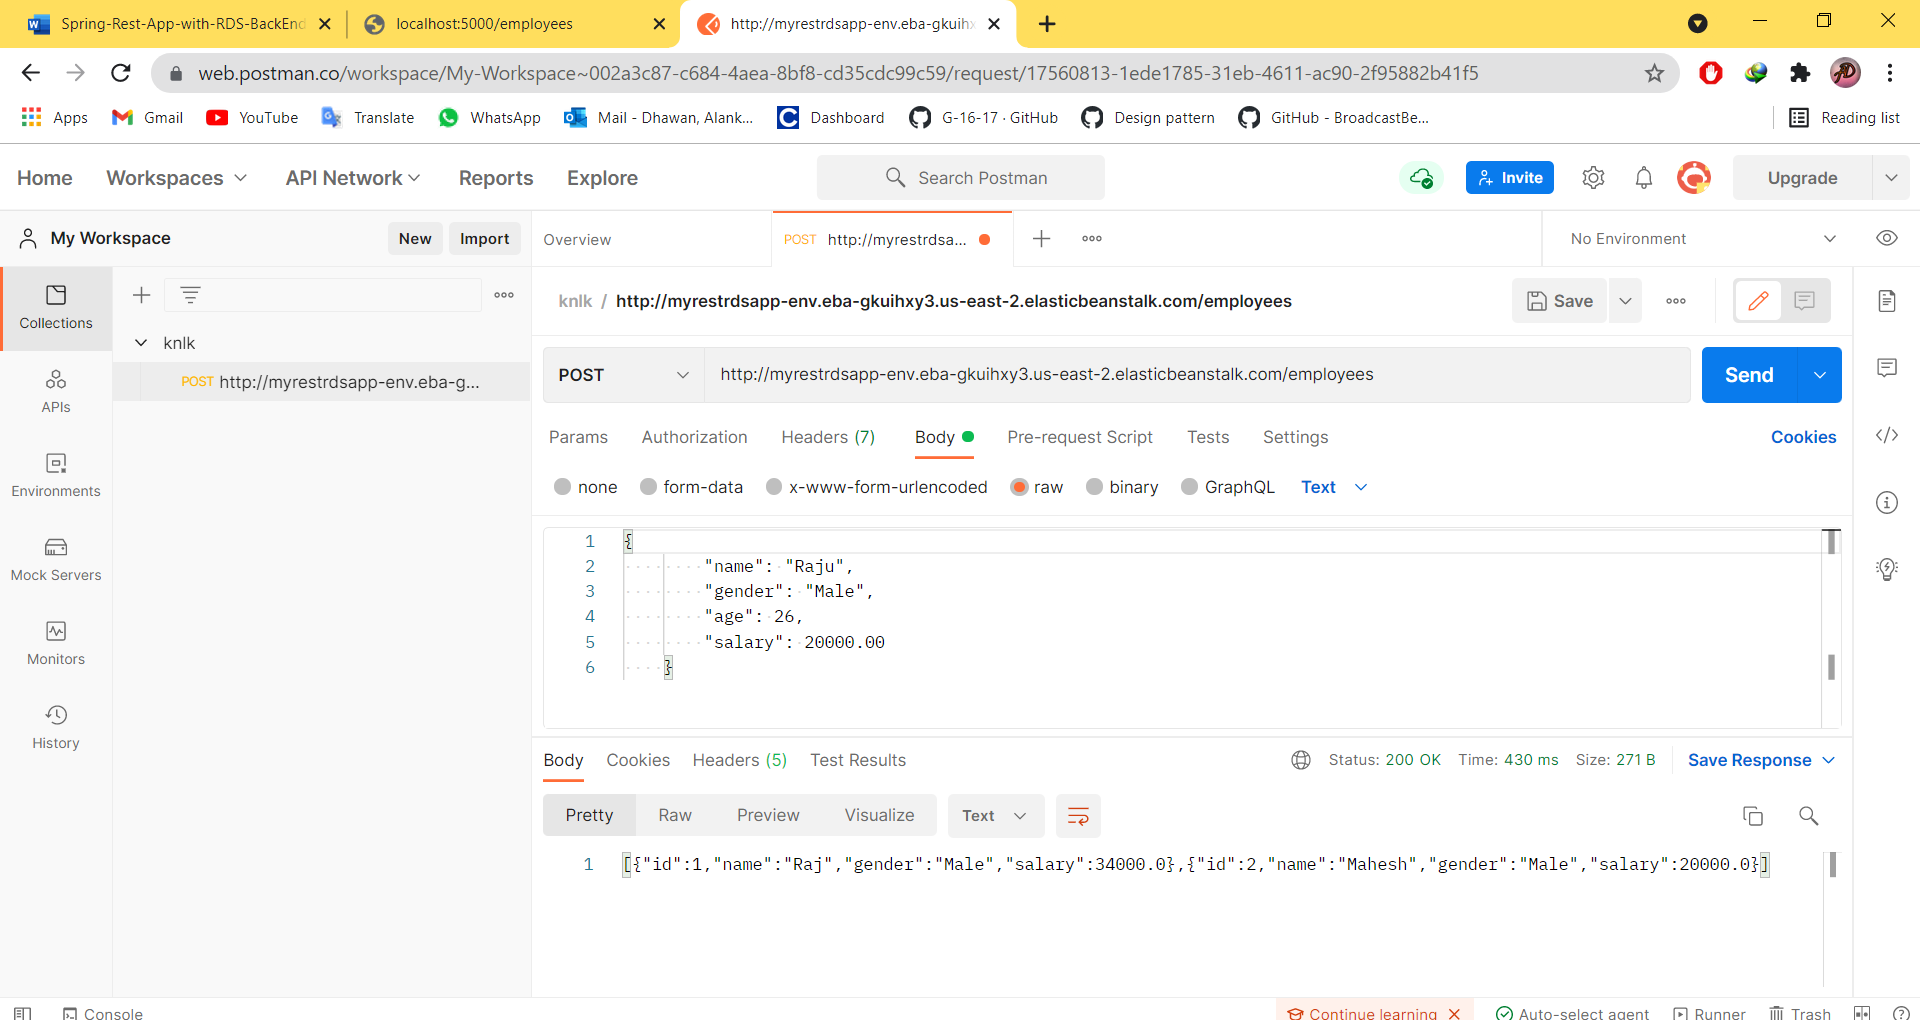 Spring-Rest-App-with-RDS-BackEnd
localhost:5000/employees
http://myrestrdsapp-env.eba-gkuihx
web.postman.co/workspace/My-Workspace~002a3c87-c684-4aea-8bf8-cd35cdc99c59/request/17560813-1ede1785-31eb-4611-ac90-2f95882b41f5
Apps
Gmail
YouTube
Translate
WhatsApp
Mail - Dhawan, Alank...
Dashboard
G-16-17 · GitHub
Design pattern
GitHub - BroadcastBe...
Reading list
Home
Workspaces
API Network
Reports
Explore
Search Postman
Invite
Upgrade
My Workspace
New
Import
Overview
POST http://myrestrdsa...
No Environment
Collections
APIs
Environments
Mock Servers
Monitors
History
knlk
POST http://myrestrdsapp-env.eba-g...
knlk / http://myrestrdsapp-env.eba-gkuihxy3.us-east-2.elasticbeanstalk.com/employees
Save
POST
http://myrestrdsapp-env.eba-gkuihxy3.us-east-2.elasticbeanstalk.com/employees
Send
Params
Authorization
Headers (7)
Body
Pre-request Script
Tests
Settings
Cookies
none
form-data
x-www-form-urlencoded
raw
binary
GraphQL
Text
1 {
2 "name": "Raju",
3 "gender": "Male",
4 "age": 26,
5 "salary": 20000.00
6 }
Body
Cookies
Headers (5)
Test Results
Status: 200 OK
Time: 430 ms
Size: 271 B
Save Response
Pretty
Raw
Preview
Visualize
Text
1 [{"id":1,"name":"Raj","gender":"Male","salary":34000.0},{"id":2,"name":"Mahesh","gender":"Male","salary":20000.0}]
Console
Continue learning
Auto-select agent
Runner
Trash